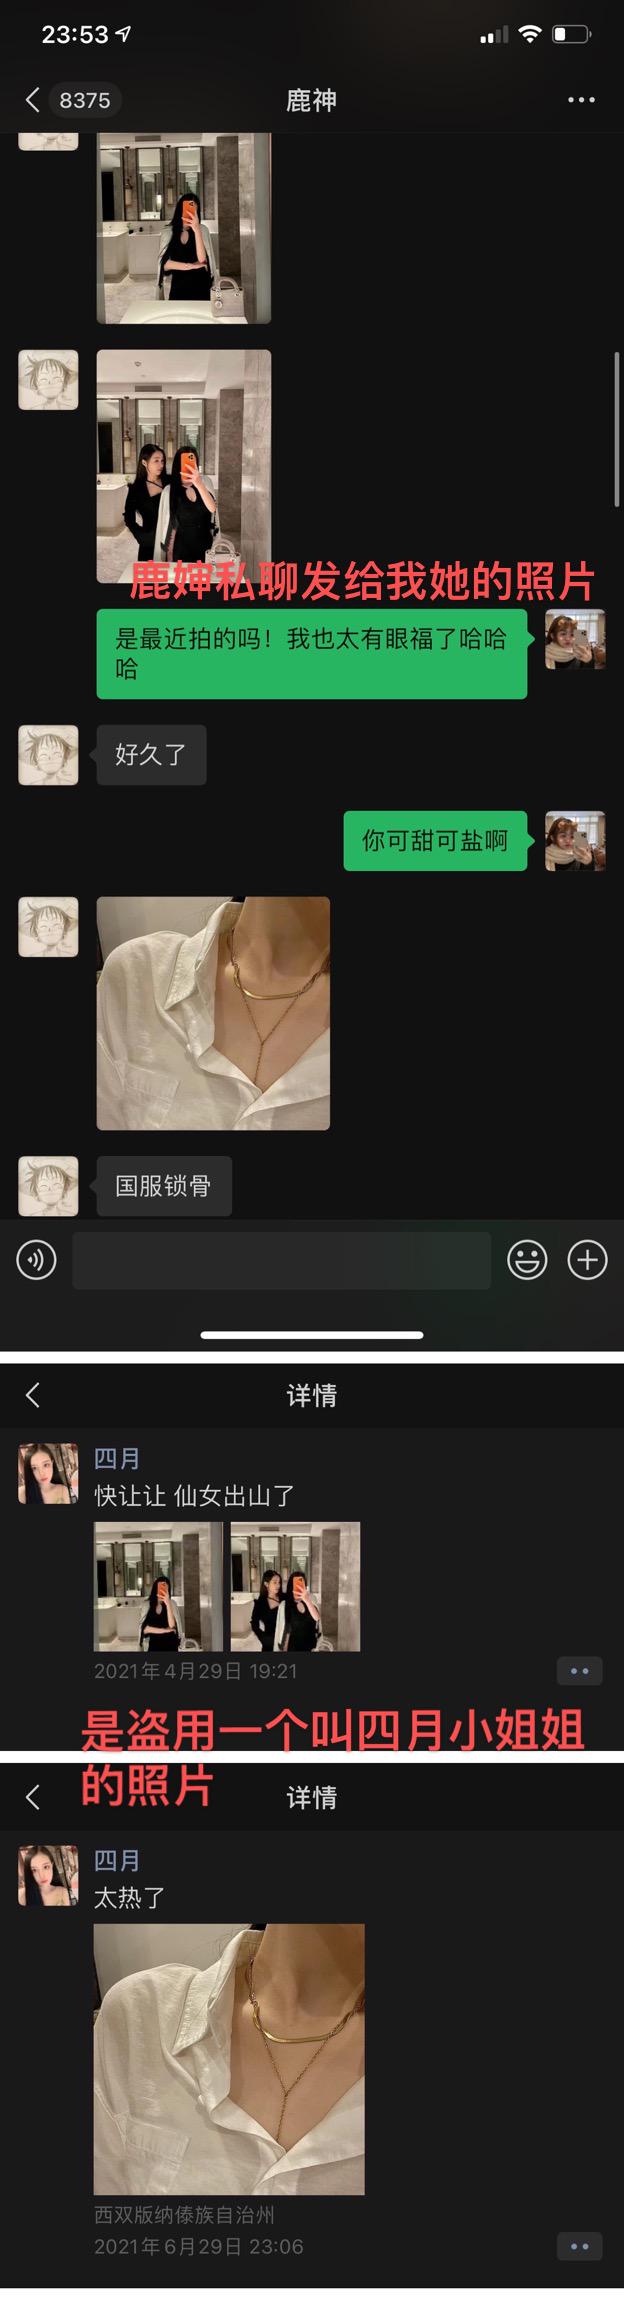 23:53
8375
鹿神
鹿婶私聊发给我她的照片
是最近拍的吗！我也太有眼福了哈哈
哈
好久了
你可甜可盐啊
国服锁骨
详情
四月
快让让 仙女出山了
2021年4月29日 19:21
是盗用一个叫四月小姐姐
的照片
详情
四月
太热了
西双版纳傣族自治州
2021年6月29日 23:06